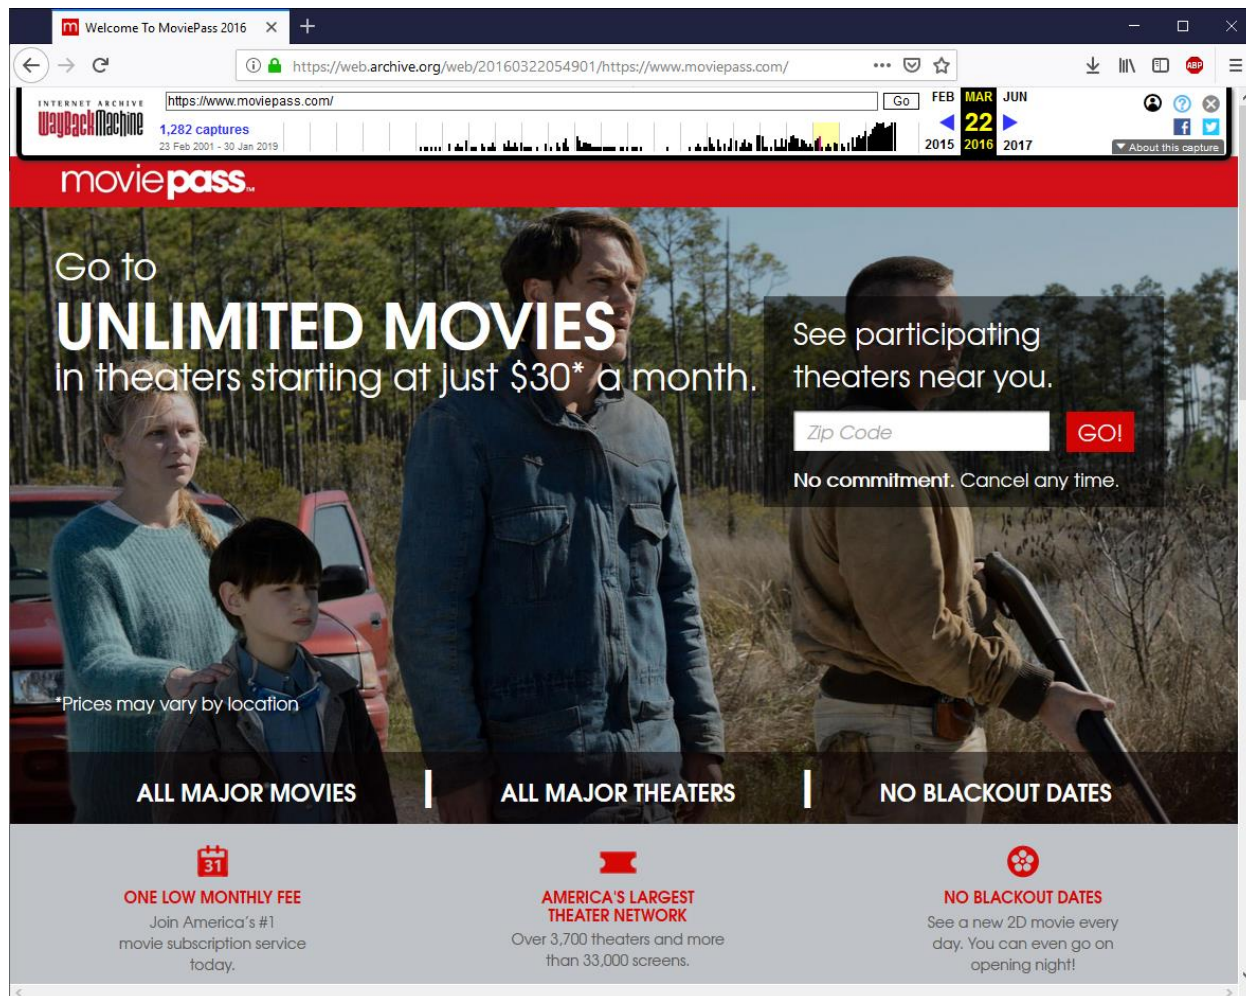 Welcome To MoviePass 2016
https://web.archive.org/web/20160322054901/https://www.moviepass.com/
ABP
INTERNET ARCHIVE
WayBackMachine
https://www.moviepass.com/
Go
FEB MAR JUN
1,282 captures
22
23 Feb 2001 - 30 Jan 2019
2015 2016 2017
About this capture
moviepass™
Go to
UNLIMITED MOVIES
in theaters starting at just $30* a month.
See participating
theaters near you.
Zip Code
GO!
No commitment. Cancel any time.
*Prices may vary by location
ALL MAJOR MOVIES | ALL MAJOR THEATERS | NO BLACKOUT DATES
31
ONE LOW MONTHLY FEE
Join America's #1
movie subscription service
today.
AMERICA'S LARGEST
THEATER NETWORK
Over 3,700 theaters and more
than 33,000 screens.
NO BLACKOUT DATES
See a new 2D movie every
day. You can even go on
opening night!